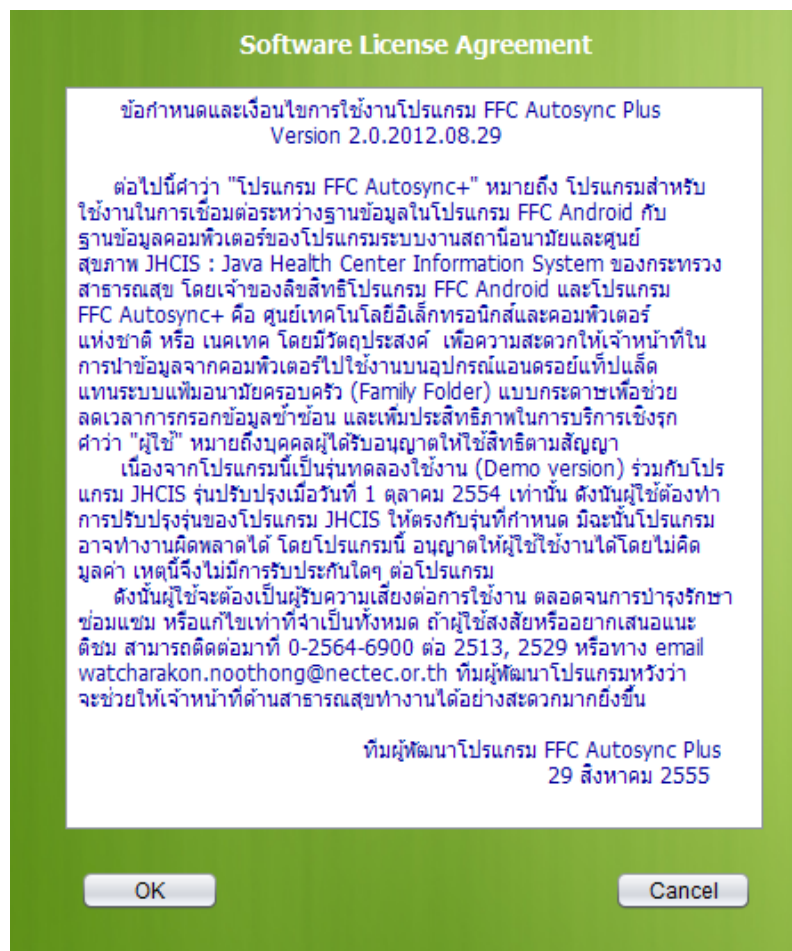 Software License Agreement
ข้อกำหนดและเงื่อนไขการใช้งานโปรแกรม FFC Autosync Plus
Version 2.0.2012.08.29
ต่อไปนี้คำว่า "โปรแกรม FFC Autosync+" หมายถึง โปรแกรมสำหรับ
ใช้งานในการเชื่อมต่อระหว่างฐานข้อมูลในโปรแกรม FFC Android กับ
ฐานข้อมูลคอมพิวเตอร์ของโปรแกรมระบบงานสถานีอนามัยและศูนย์
สุขภาพ JHCIS : Java Health Center Information System ของกระทรวง
สาธารณสุข โดยเจ้าของลิขสิทธิโปรแกรม FFC Android และโปรแกรม
FFC Autosync+ คือ ศูนย์เทคโนโลยีอิเล็กทรอนิกส์และคอมพิวเตอร์
แห่งชาติ หรือ เนคเทค โดยมีวัตถุประสงค์ เพื่อความสะดวกให้เจ้าหน้าที่ใน
การนำข้อมูลจากคอมพิวเตอร์ไปใช้งานบนอุปกรณ์แอนดรอย์แท็ปแล็ด
แทนระบบแฟ้มอนามัยครอบครัว (Family Folder) แบบกระดาษเพื่อช่วย
ลดเวลาการกรอกข้อมูลซ้ำซ้อน และเพิ่มประสิทธิภาพในการบริการเชิงรุก
คำว่า "ผู้ใช้" หมายถึงบุคคลผู้ได้รับอนุญาตให้ใช้สิทธิตามสัญญา
เนื่องจากโปรแกรมนี้เป็นรุ่นทดลองใช้งาน (Demo version) ร่วมกับโปร
แกรม JHCIS รุ่นปรับปรุงเมื่อวันที่ 1 ตุลาคม 2554 เท่านั้น ดังนั้นผู้ใช้ต้องทำ
การปรับปรุงรุ่นของโปรแกรม JHCIS ให้ตรงกับรุ่นที่กำหนด มิฉะนั้นโปรแกรม
อาจทำงานผิดพลาดได้ โดยโปรแกรมนี้ อนุญาตให้ผู้ใช้ใช้งานได้โดยไม่คิด
มูลค่า เหตุนี้จึงไม่มีการรับประกันใดๆ ต่อโปรแกรม
ดังนั้นผู้ใช้จะต้องเป็นผู้รับความเสี่ยงต่อการใช้งาน ตลอดจนการบำรุงรักษา
ซ่อมแซม หรือแก้ไขเท่าที่จำเป็นทั้งหมด ถ้าผู้ใช้สงสัยหรืออยากเสนอแนะ
ติชม สามารถติดต่อมาที่ 0-2564-6900 ต่อ 2513, 2529 หรือทาง email
watcharakon.noothong@nectec.or.th ทีมผู้พัฒนาโปรแกรมหวังว่า
จะช่วยให้เจ้าหน้าที่ด้านสาธารณสุขทำงานได้อย่างสะดวกมากยิ่งขึ้น
ทีมผู้พัฒนาโปรแกรม FFC Autosync Plus
29 สิงหาคม 2555
OK
Cancel